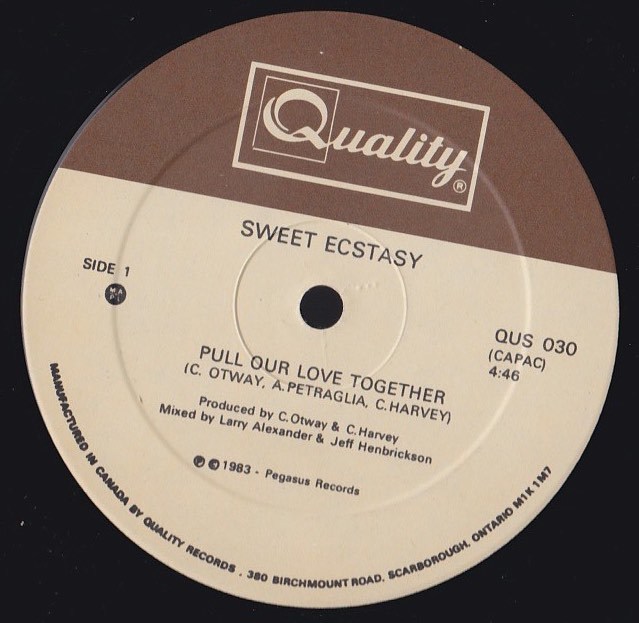 Quality®
SWEET ECSTASY
SIDE 1
MAPL
QUS 030
(CAPAC)
4:46
PULL OUR LOVE TOGETHER
(C. OTWAY, A. PETRAGLIA, C. HARVEY)
Produced by C. Otway & C. Harvey
Mixed by Larry Alexander & Jeff Henbrickson
℗ © 1983 - Pegasus Records
MANUFACTURED IN CANADA BY QUALITY RECORDS . 380 BIRCHMOUNT ROAD, SCARBOROUGH, ONTARIO M1K 1M7